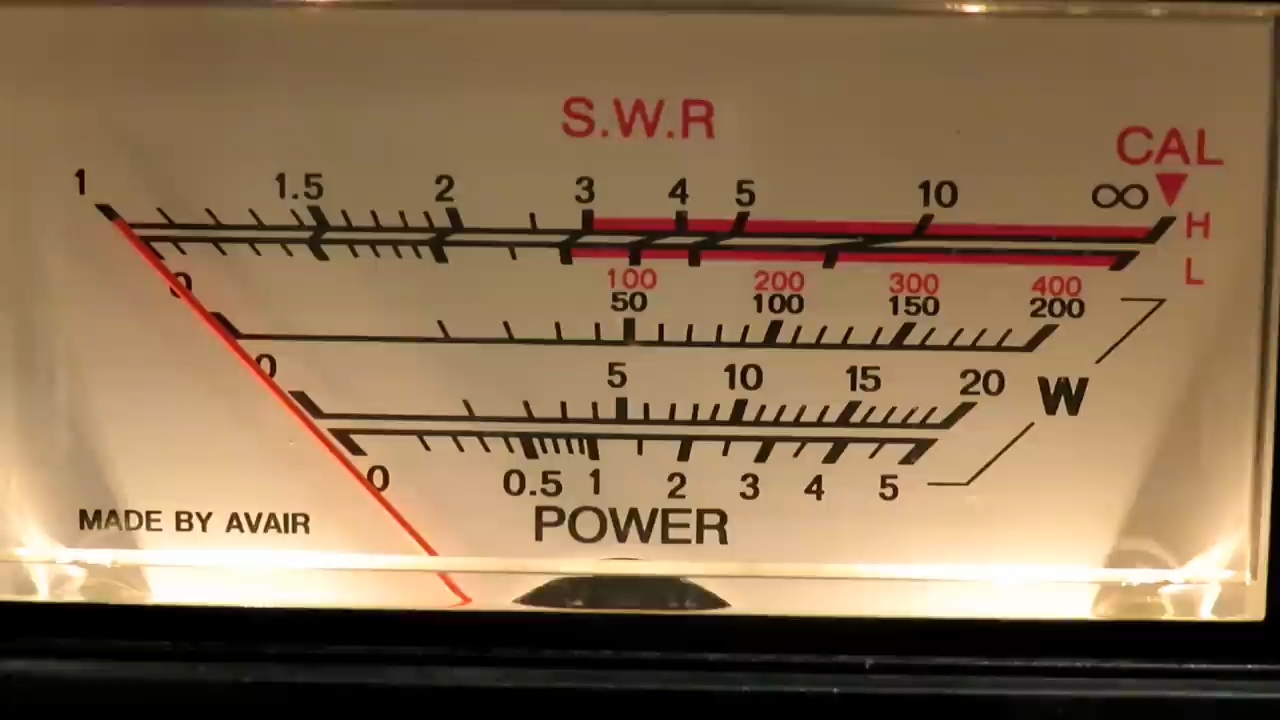 S.W.R
CAL
1 1.5 2 3 4 5 10 ∞
H
L
0 100 200 300 400
50 100 150 200
0 5 10 15 20
W
0 0.5 1 2 3 4 5
MADE BY AVAIR
POWER